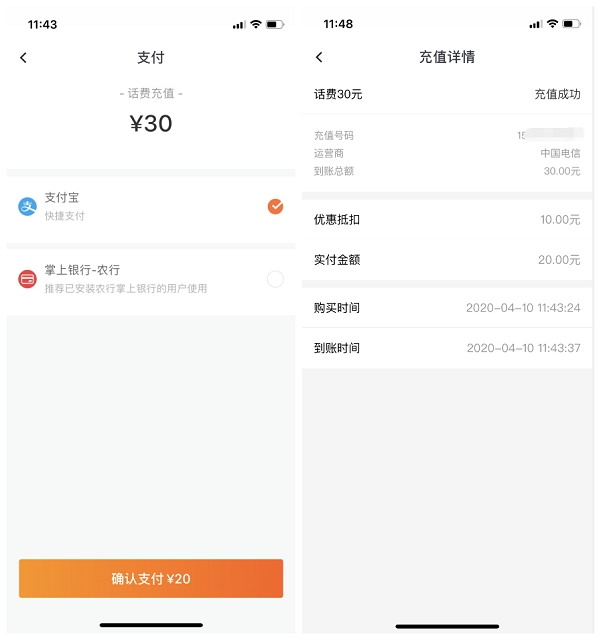 11:43
支付
- 话费充值 -
¥30
支付宝
快捷支付
掌上银行-农行
推荐已安装农行掌上银行的用户使用
确认支付 ¥20
11:48
充值详情
话费30元 充值成功
充值号码 15
运营商 中国电信
到账总额 30.00元
优惠抵扣 10.00元
实付金额 20.00元
购买时间 2020-04-10 11:43:24
到账时间 2020-04-10 11:43:37